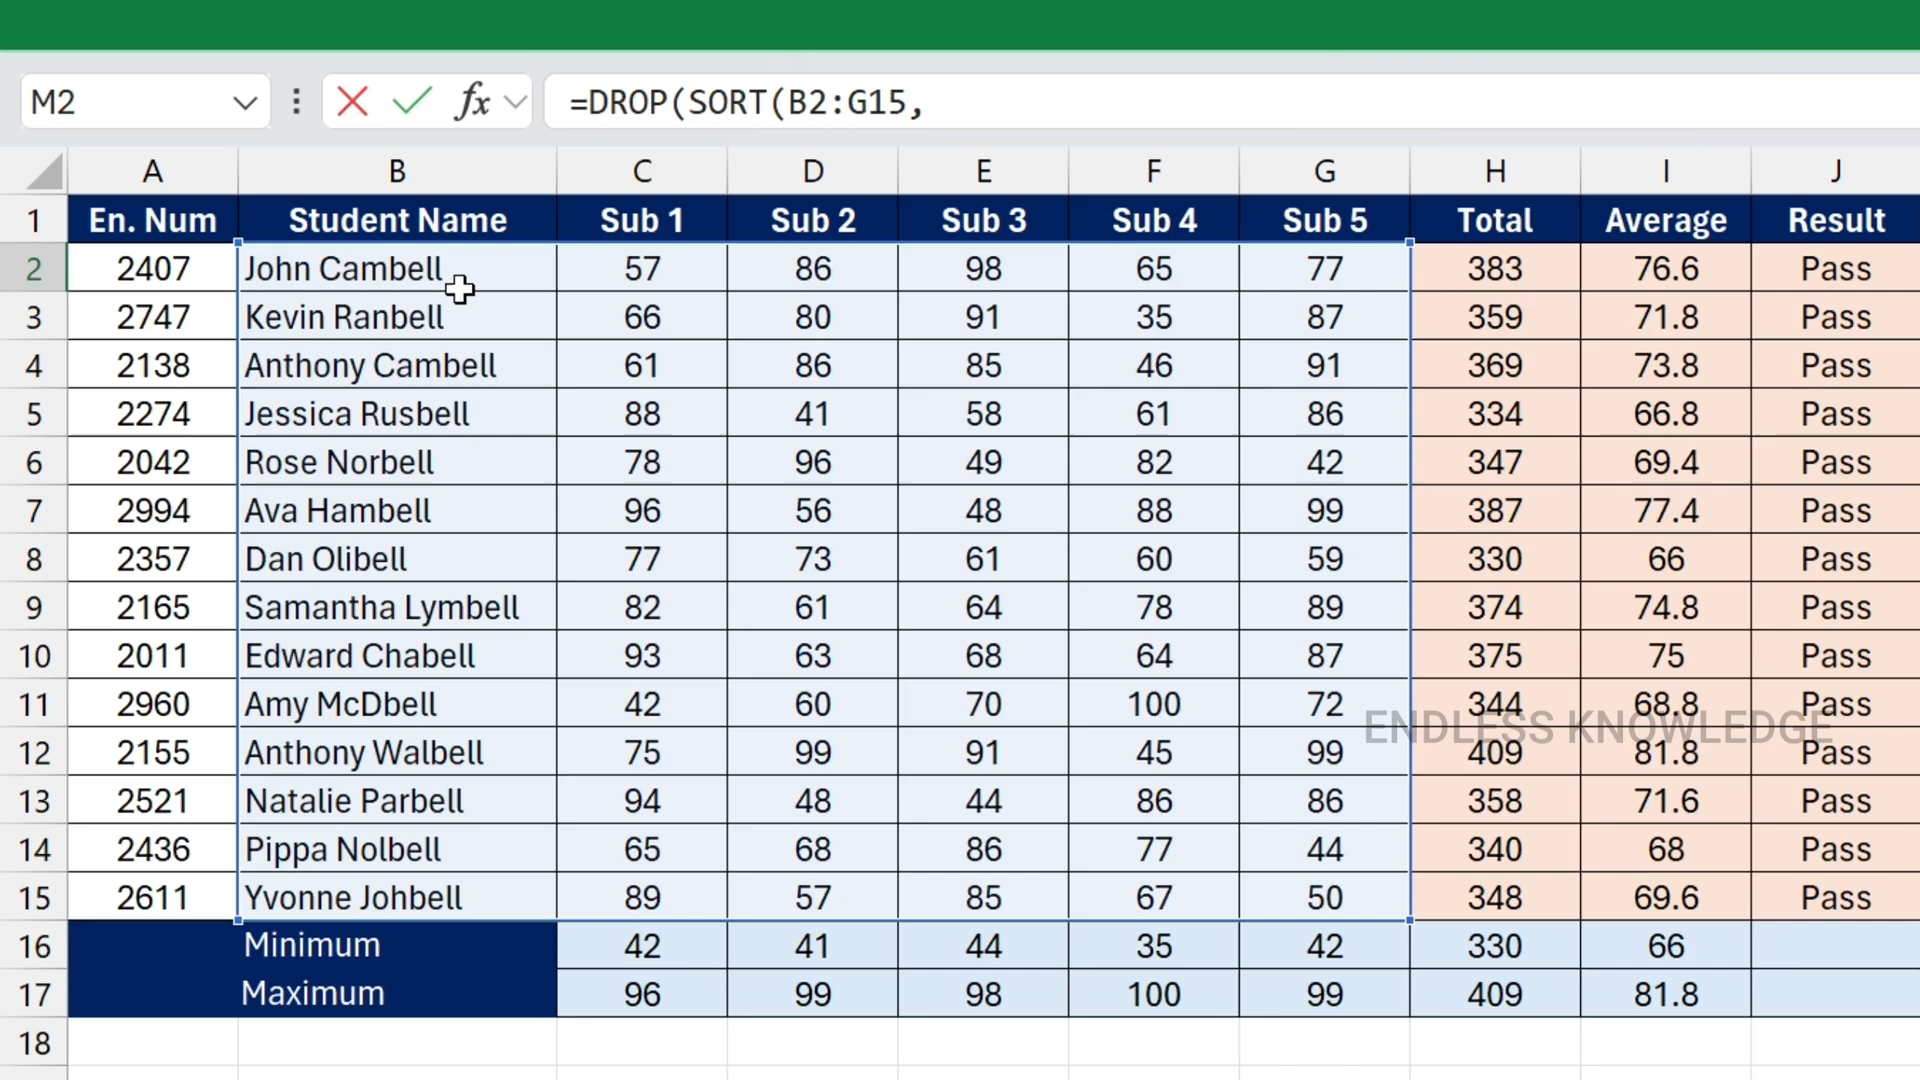 M2 fx =DROP(SORT(B2:G15,
A B C D E F G H I J
1 En. Num Student Name Sub 1 Sub 2 Sub 3 Sub 4 Sub 5 Total Average Result
2 2407 John Cambell 57 86 98 65 77 383 76.6 Pass
3 2747 Kevin Ranbell 66 80 91 35 87 359 71.8 Pass
4 2138 Anthony Cambell 61 86 85 46 91 369 73.8 Pass
5 2274 Jessica Rusbell 88 41 58 61 86 334 66.8 Pass
6 2042 Rose Norbell 78 96 49 82 42 347 69.4 Pass
7 2994 Ava Hambell 96 56 48 88 99 387 77.4 Pass
8 2357 Dan Olibell 77 73 61 60 59 330 66 Pass
9 2165 Samantha Lymbell 82 61 64 78 89 374 74.8 Pass
10 2011 Edward Chabell 93 63 68 64 87 375 75 Pass
11 2960 Amy McDbell 42 60 70 100 72 344 68.8 Pass
ENDLESS KNOWLEDGE
12 2155 Anthony Walbell 75 99 91 45 99 409 81.8 Pass
13 2521 Natalie Parbell 94 48 44 86 86 358 71.6 Pass
14 2436 Pippa Nolbell 65 68 86 77 44 340 68 Pass
15 2611 Yvonne Johbell 89 57 85 67 50 348 69.6 Pass
16 Minimum 42 41 44 35 42 330 66
17 Maximum 96 99 98 100 99 409 81.8
18